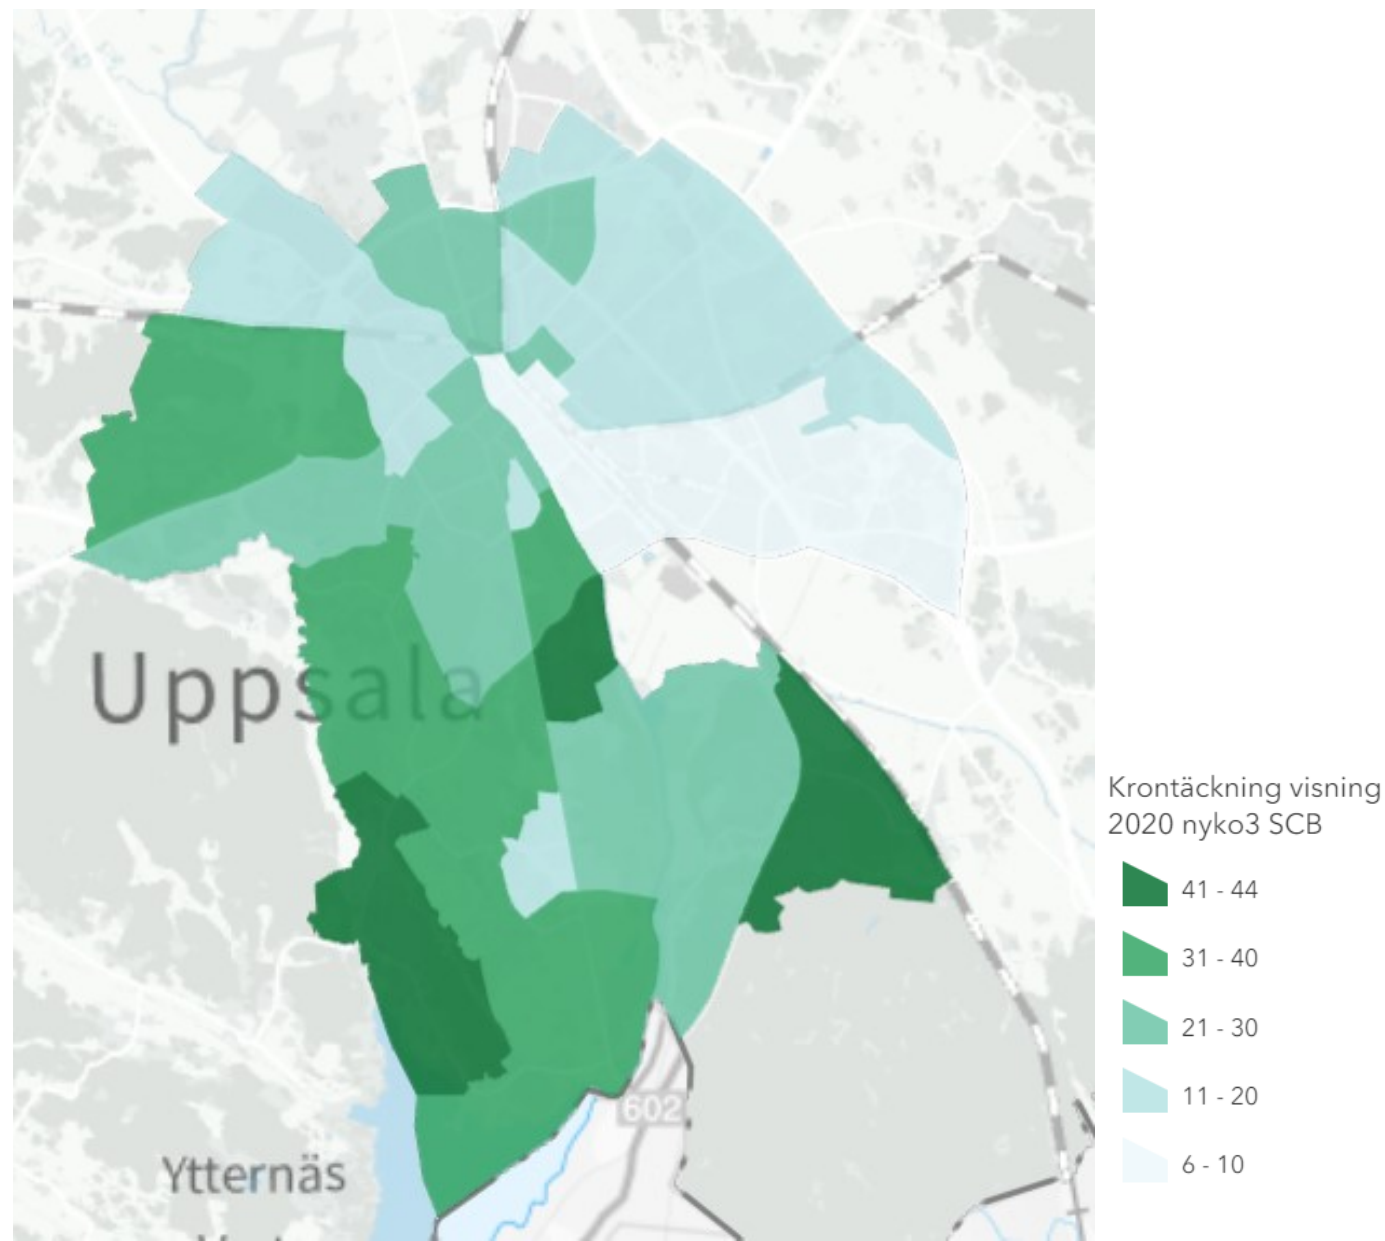 Uppsala
602
Ytternäs
Krontäckning visning
2020 nyko3 SCB
41 - 44
31 - 40
21 - 30
11 - 20
6 - 10